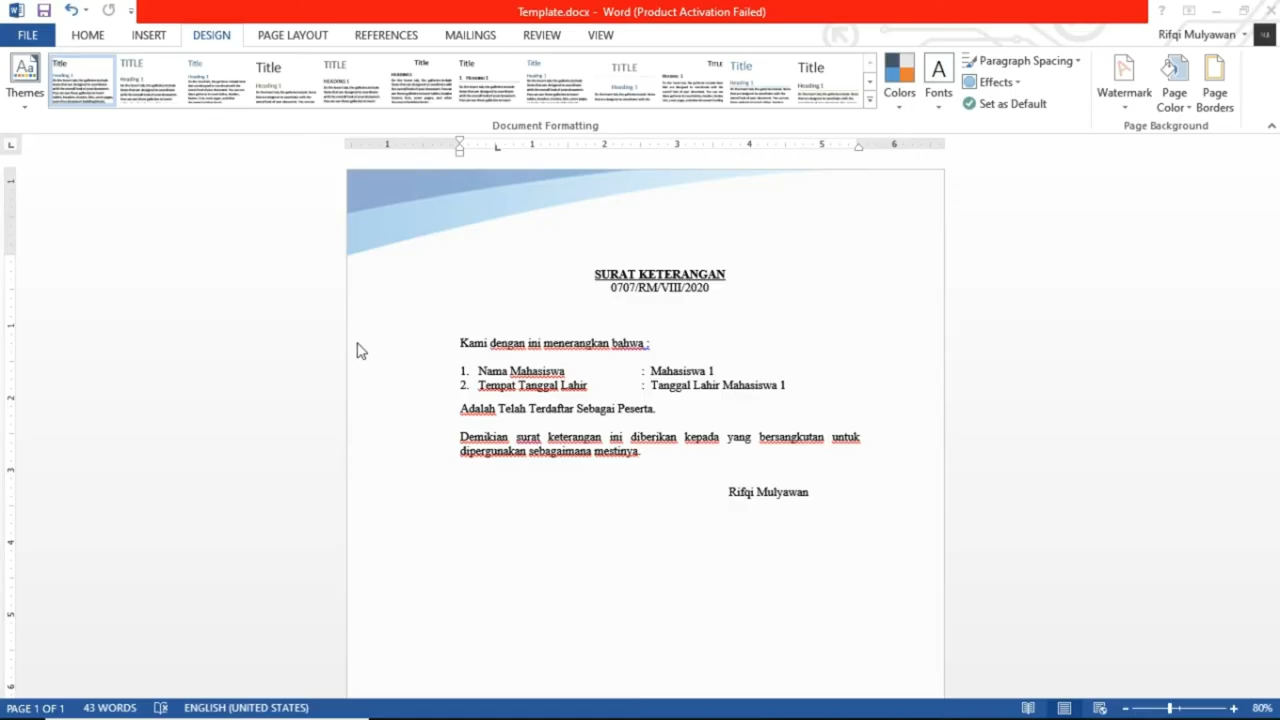 Template.docx - Word (Product Activation Failed)
FILE HOME INSERT DESIGN PAGE LAYOUT REFERENCES MAILINGS REVIEW VIEW Rifqi Mulyawan
Themes
Colors
Fonts
Paragraph Spacing
Effects
Set as Default
Watermark
Page Color
Page Borders
Document Formatting
Page Background
SURAT KETERANGAN
0707/RM/VIII/2020
Kami dengan ini menerangkan bahwa :
1. Nama Mahasiswa : Mahasiswa 1
2. Tempat Tanggal Lahir : Tanggal Lahir Mahasiswa 1
Adalah Telah Terdaftar Sebagai Peserta.
Demikian surat keterangan ini diberikan kepada yang bersangkutan untuk
dipergunakan sebagaimana mestinya.
Rifqi Mulyawan
PAGE 1 OF 1 43 WORDS ENGLISH (UNITED STATES) 80%